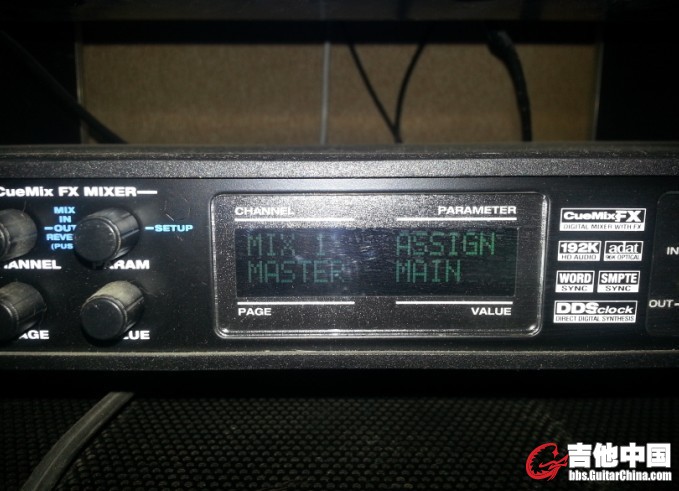 CueMix FX MIXER
MIX
IN
OUT
REVE
(PUS
SETUP
ANNEL
RAM
AGE
UE
CHANNEL
PARAMETER
MIX 1 ASSIGN
MASTER MAIN
PAGE
VALUE
CueMixFX
DIGITAL MIXER WITH FX
192K
HD AUDIO
adat
OPTICAL
WORD
SYNC
SMPTE
SYNC
DDSclock
DIRECT DIGITAL SYNTHESIS
IN
OUT
吉他中国
bbs.GuitarChina.com